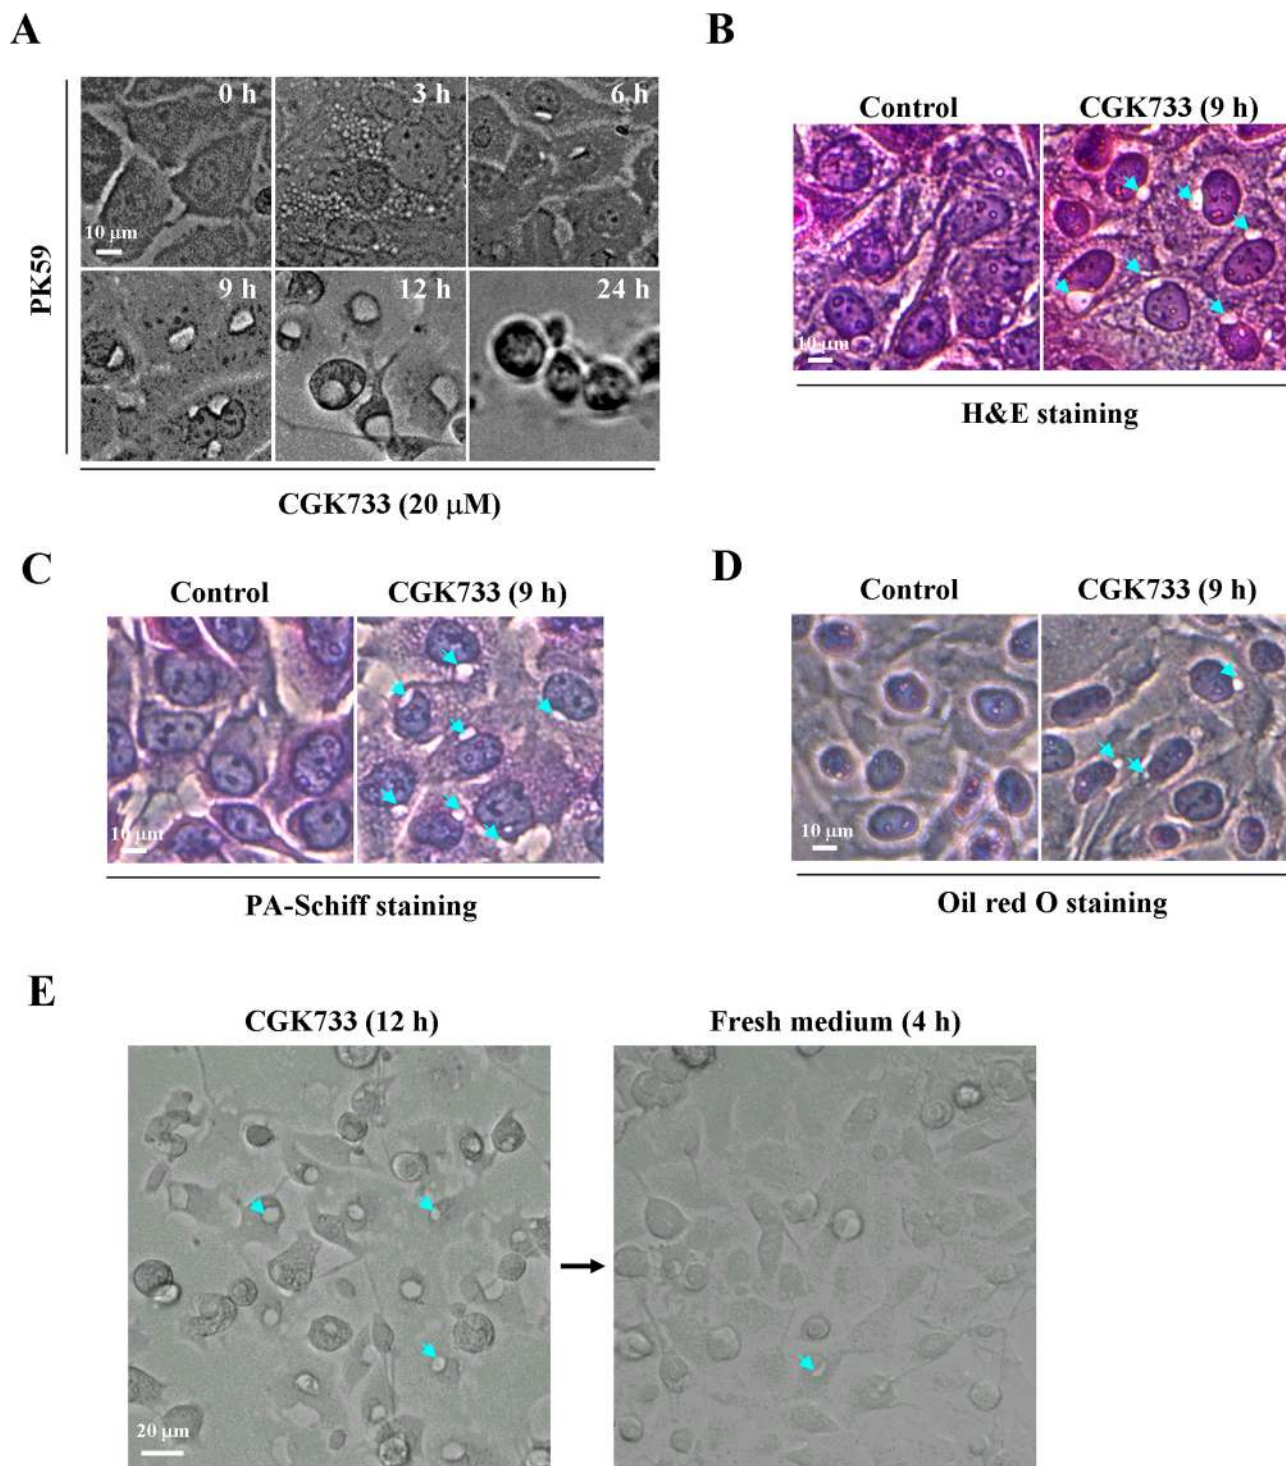 A
B
0 h
3 h
6 h
10 μm
PK59
9 h
12 h
24 h
CGK733 (20 μM)
Control
CGK733 (9 h)
10 μm
H&E staining
C
D
Control
CGK733 (9 h)
10 μm
PA-Schiff staining
Control
CGK733 (9 h)
10 μm
Oil red O staining
E
CGK733 (12 h)
Fresh medium (4 h)
20 μm